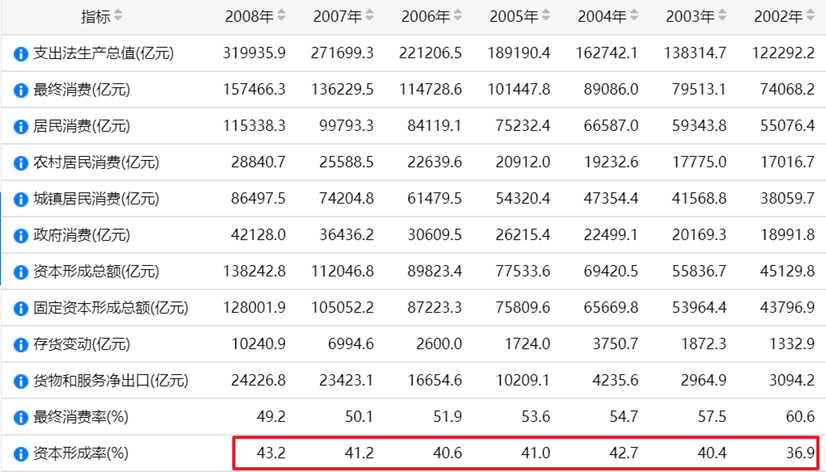 指标 2008年 2007年 2006年 2005年 2004年 2003年 2002年
支出法生产总值(亿元) 319935.9 271699.3 221206.5 189190.4 162742.1 138314.7 122292.2
最终消费(亿元) 157466.3 136229.5 114728.6 101447.8 89086.0 79513.1 74068.2
居民消费(亿元) 115338.3 99793.3 84119.1 75232.4 66587.0 59343.8 55076.4
农村居民消费(亿元) 28840.7 25588.5 22639.6 20912.0 19232.6 17775.0 17016.7
城镇居民消费(亿元) 86497.5 74204.8 61479.5 54320.4 47354.4 41568.8 38059.7
政府消费(亿元) 42128.0 36436.2 30609.5 26215.4 22499.1 20169.3 18991.8
资本形成总额(亿元) 138242.8 112046.8 89823.4 77533.6 69420.5 55836.7 45129.8
固定资本形成总额(亿元) 128001.9 105052.2 87223.3 75809.6 65669.8 53964.4 43796.9
存货变动(亿元) 10240.9 6994.6 2600.0 1724.0 3750.7 1872.3 1332.9
货物和服务净出口(亿元) 24226.8 23423.1 16654.6 10209.1 4235.6 2964.9 3094.2
最终消费率(%) 49.2 50.1 51.9 53.6 54.7 57.5 60.6
资本形成率(%) 43.2 41.2 40.6 41.0 42.7 40.4 36.9